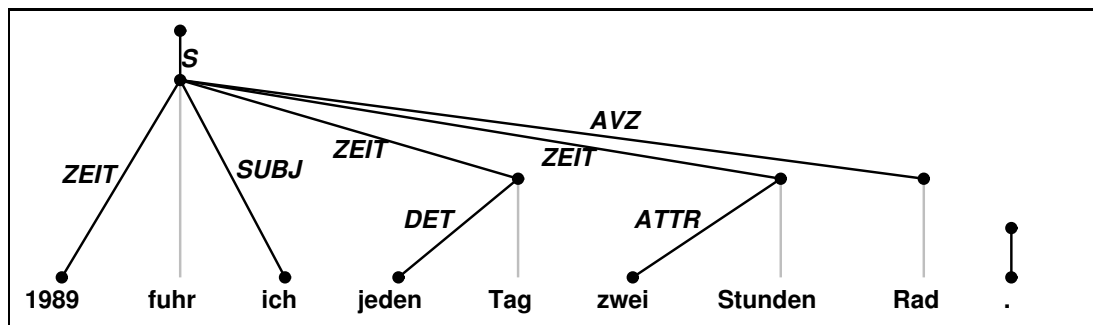 S
AVZ
ZEIT ZEIT
ZEIT SUBJ
DET ATTR
1989 fuhr ich jeden Tag zwei Stunden Rad .